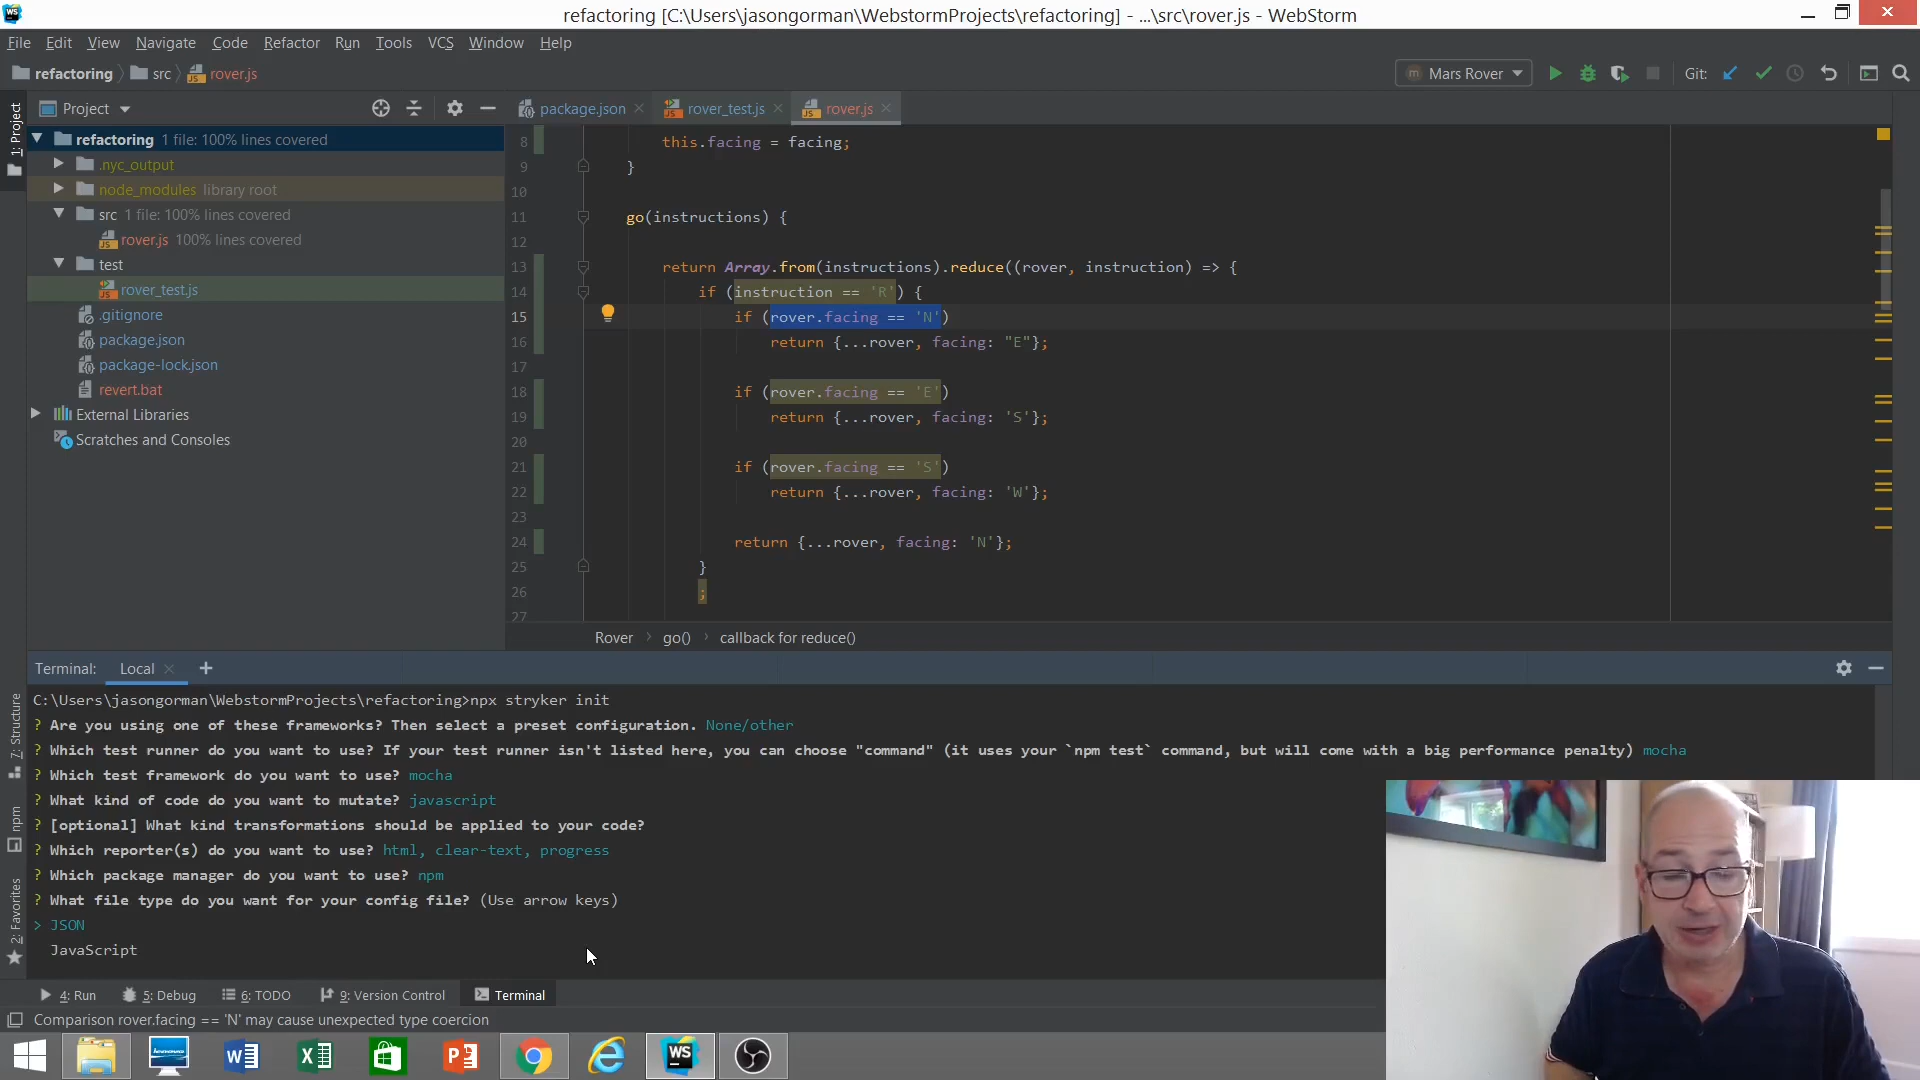 refactoring [C:\Users\jasongorman\WebstormProjects\refactoring] - ...\src\rover.js - WebStorm
File Edit View Navigate Code Refactor Run Tools VCS Window Help
refactoring src rover.js Mars Rover Git:
Project package.json rover_test.js rover.js
1: Project
refactoring 1 file: 100% lines covered
.nyc_output
node_modules library root
src 1 file: 100% lines covered
rover.js 100% lines covered
test
rover_test.js
.gitignore
package.json
package-lock.json
revert.bat
External Libraries
Scratches and Consoles
8 this.facing = facing;
9 }
10
11 go(instructions) {
12
13 return Array.from(instructions).reduce((rover, instruction) => {
14 if (instruction == 'R') {
15 if (rover.facing == 'N')
16 return {...rover, facing: "E"};
17
18 if (rover.facing == 'E')
19 return {...rover, facing: 'S'};
20
21 if (rover.facing == 'S')
22 return {...rover, facing: 'W'};
23
24 return {...rover, facing: 'N'};
25 }
26 ;
27
Rover go() callback for reduce()
Terminal: Local +
7: Structure
npm
2: Favorites
C:\Users\jasongorman\WebstormProjects\refactoring>npx stryker init
? Are you using one of these frameworks? Then select a preset configuration. None/other
? Which test runner do you want to use? If your test runner isn't listed here, you can choose "command" (it uses your `npm test` command, but will come with a big performance penalty) mocha
? Which test framework do you want to use? mocha
? What kind of code do you want to mutate? javascript
? [optional] What kind transformations should be applied to your code?
? Which reporter(s) do you want to use? html, clear-text, progress
? Which package manager do you want to use? npm
? What file type do you want for your config file? (Use arrow keys)
> JSON
JavaScript
4: Run 5: Debug 6: TODO 9: Version Control Terminal
Comparison rover.facing == 'N' may cause unexpected type coercion